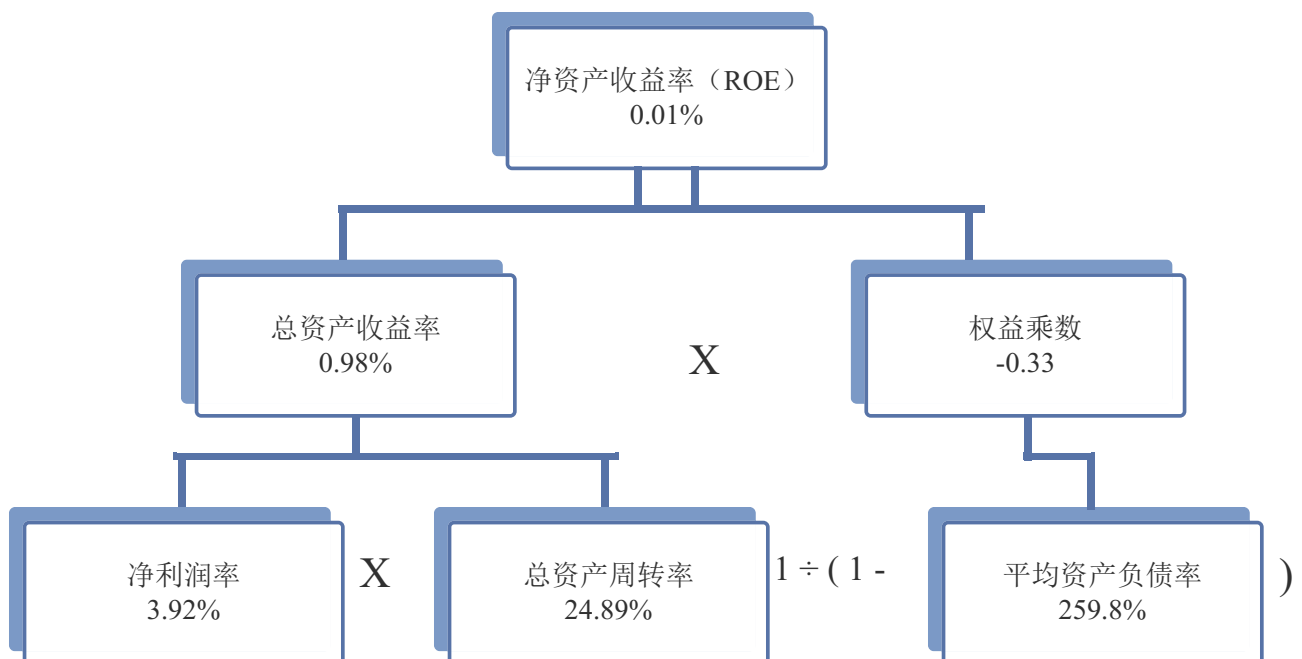 净资产收益率（ROE）
0.01%
总资产收益率
0.98%
X
权益乘数
-0.33
净利润率
3.92%
X
总资产周转率
24.89%
1 ÷ ( 1 -
平均资产负债率
259.8%
)